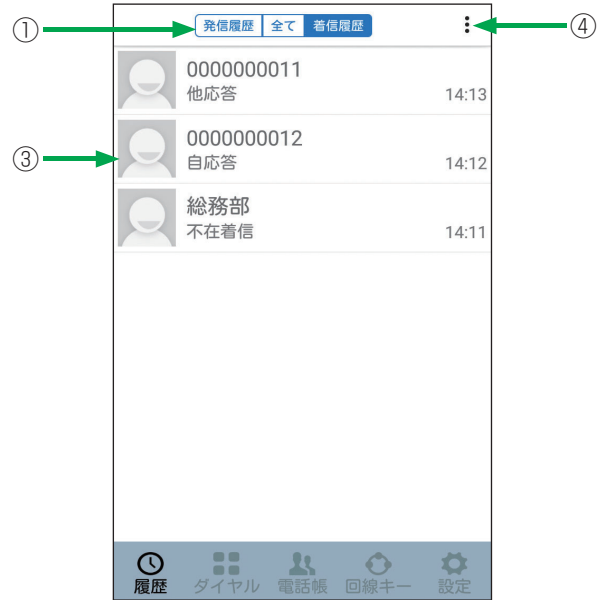 ① 発信履歴 全て 着信履歴 ④
0000000011
他応答 14:13
0000000012
③ 自応答 14:12
総務部
不在着信 14:11
履歴 ダイヤル 電話帳 回線キー 設定